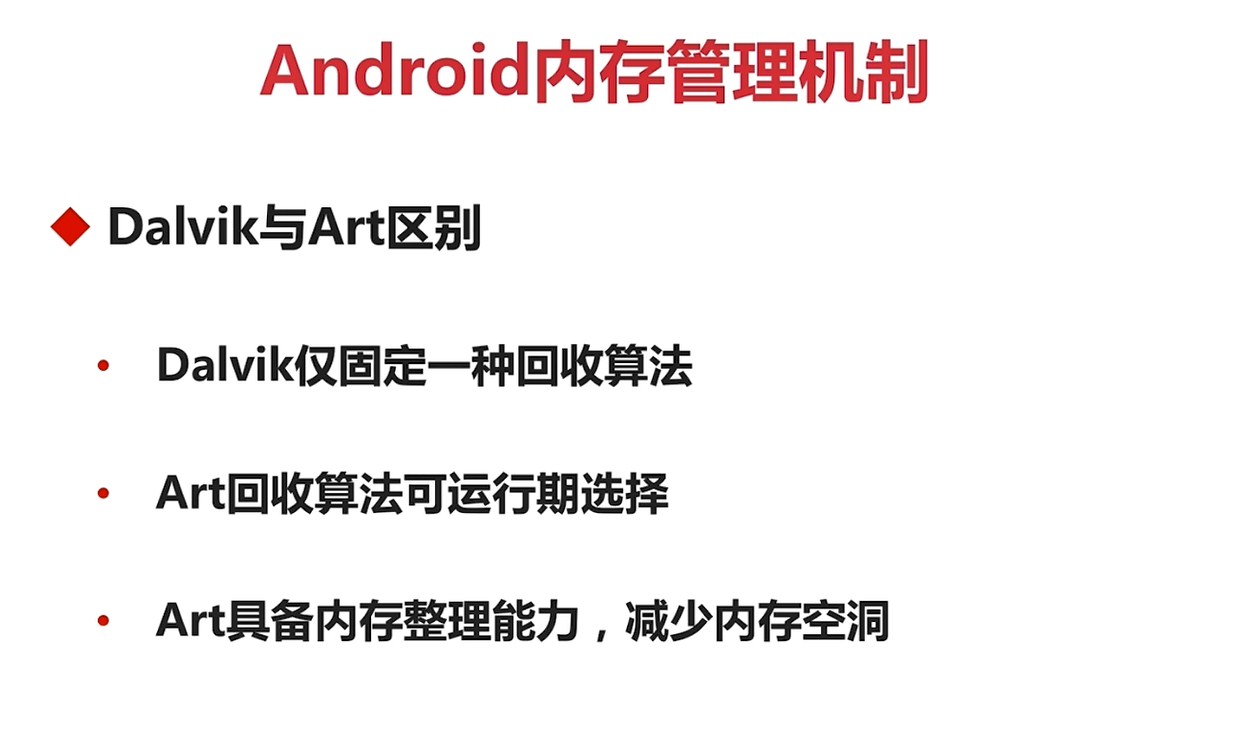 Android内存管理机制
Dalvik与Art区别
Dalvik仅固定一种回收算法
Art回收算法可运行期选择
Art具备内存整理能力，减少内存空洞